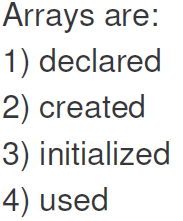 Arrays are:
1) declared
2) created
3) initialized
4) used